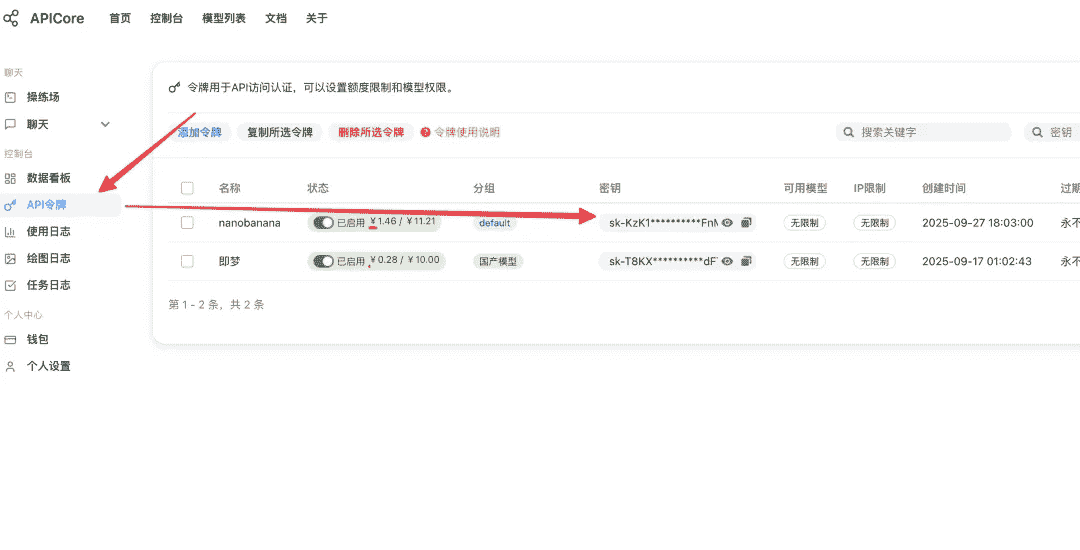 APICore 首页 控制台 模型列表 文档 关于
聊天
操练场
聊天
控制台
数据看板
API令牌
使用日志
绘图日志
任务日志
个人中心
钱包
个人设置
令牌用于API访问认证，可以设置额度限制和模型权限。
添加令牌 复制所选令牌 删除所选令牌 令牌使用说明 搜索关键字 密钥
名称 状态 分组 密钥 可用模型 IP限制 创建时间 过期
nanobanana 已启用 ¥1.46 / ¥11.21 default sk-KzK1**********Fn 无限制 无限制 2025-09-27 18:03:00 永不
即梦 已启用 ¥0.28 / ¥10.00 国产模型 sk-T8KX**********dF 无限制 无限制 2025-09-17 01:02:43 永不
第 1 - 2 条，共 2 条